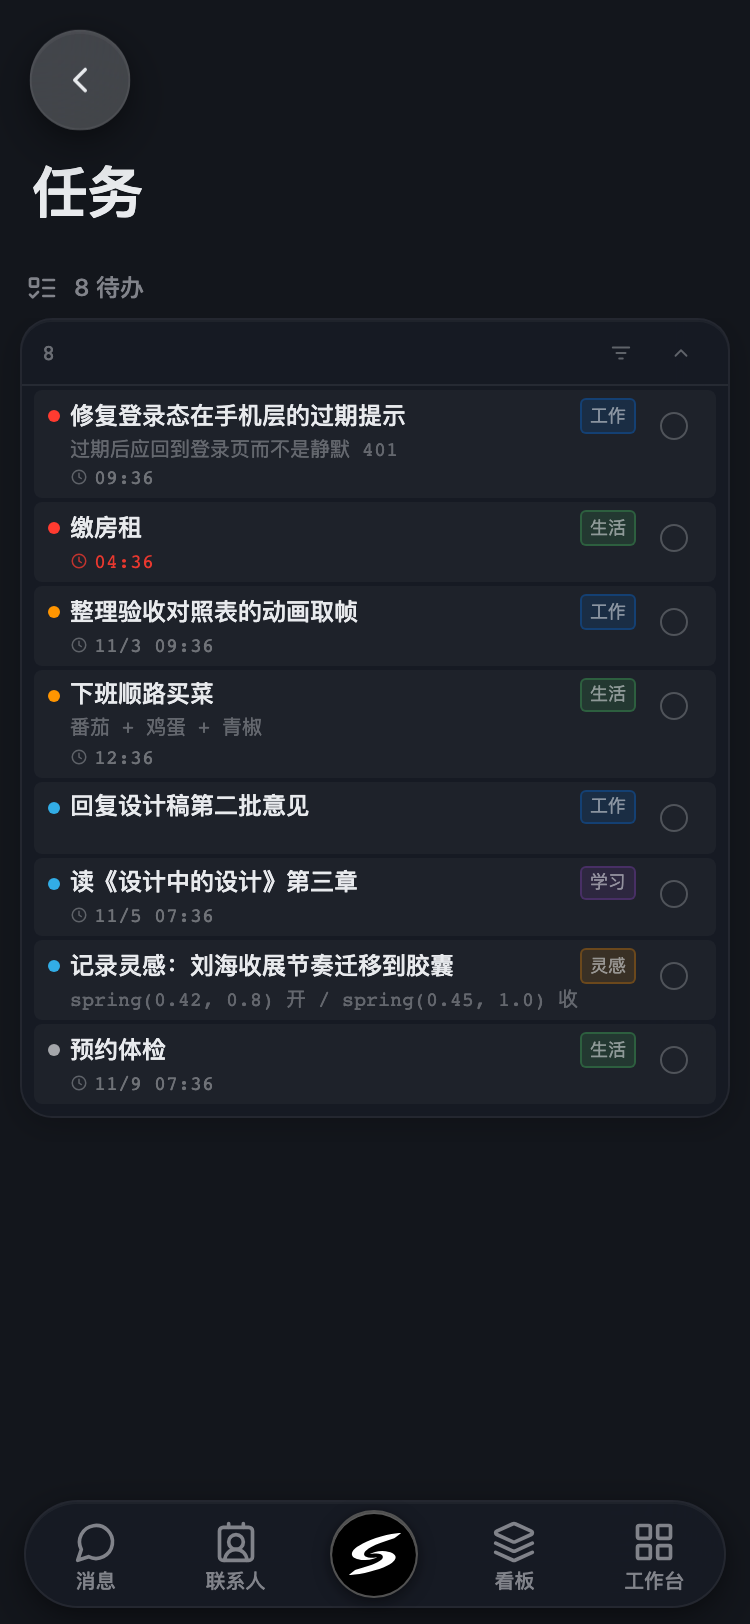 任务
8 待办
8
修复登录态在手机层的过期提示 工作
过期后应回到登录页而不是静默 401
09:36
缴房租 生活
04:36
整理验收对照表的动画取帧 工作
11/3 09:36
下班顺路买菜 生活
番茄 + 鸡蛋 + 青椒
12:36
回复设计稿第二批意见 工作
读《设计中的设计》第三章 学习
11/5 07:36
记录灵感：刘海收展节奏迁移到胶囊 灵感
spring(0.42, 0.8) 开 / spring(0.45, 1.0) 收
预约体检 生活
11/9 07:36
消息 联系人 看板 工作台